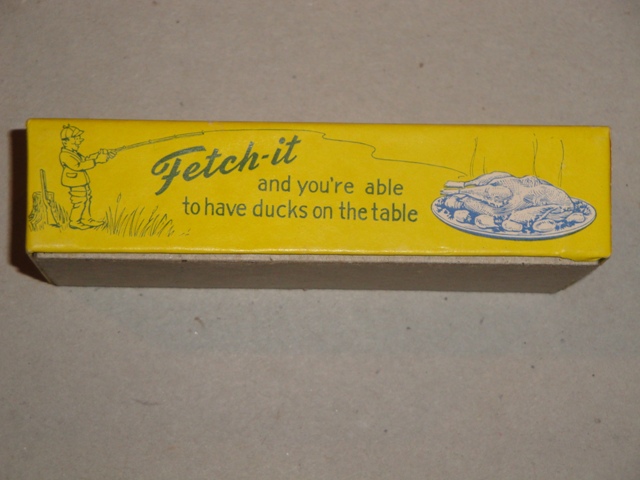 Fetch-it
and you're able
to have ducks on the table